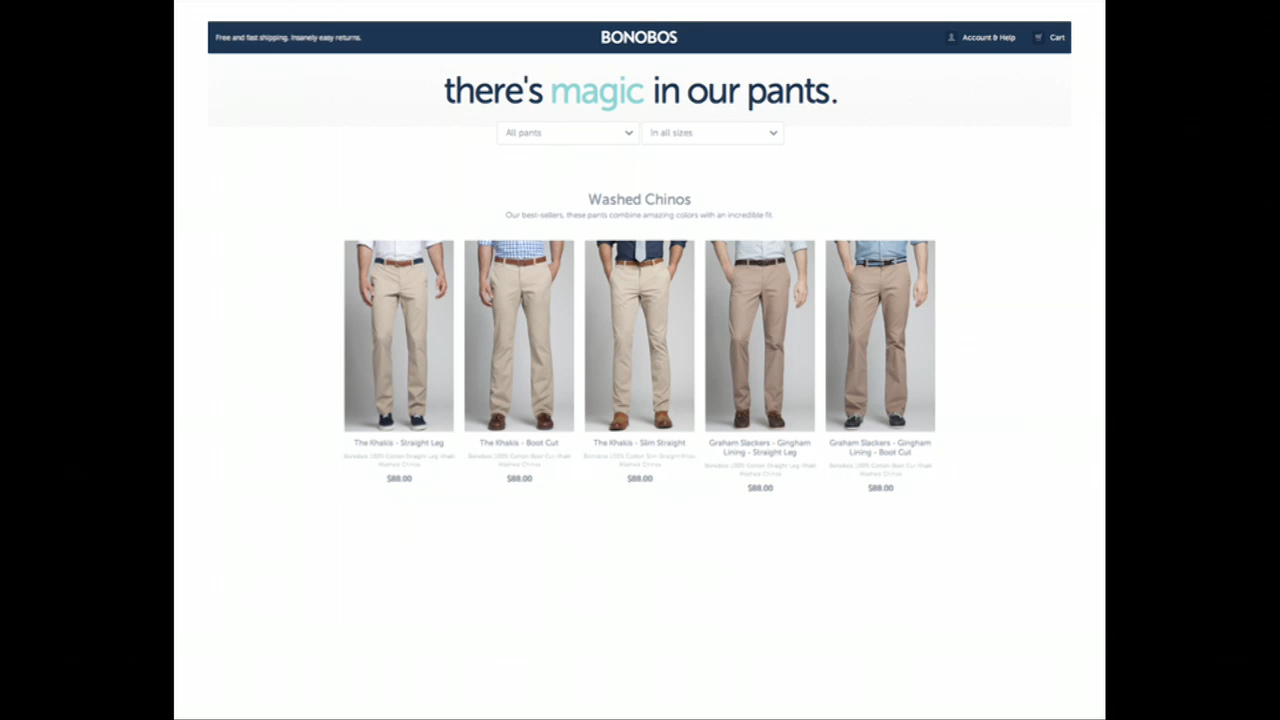 Free and fast shipping. Insanely easy returns.
BONOBOS
Account & Help
Cart
there's magic in our pants.
All pants
In all sizes
Washed Chinos
Our best-sellers, these pants combine amazing colors with an incredible fit.
The Khakis - Straight Leg
Bonobos 100% Cotton Straight Leg Khaki
Washed Chinos
$88.00
The Khakis - Boot Cut
Bonobos 100% Cotton Boot Cut Khaki
Washed Chinos
$88.00
The Khakis - Slim Straight
Bonobos 100% Cotton Slim Straight Khaki
Washed Chinos
$88.00
Graham Slackers - Gingham
Lining - Straight Leg
Bonobos 100% Cotton Straight Leg Khaki
Washed Chinos
$88.00
Graham Slackers - Gingham
Lining - Boot Cut
Bonobos 100% Cotton Boot Cut Khaki
Washed Chinos
$88.00